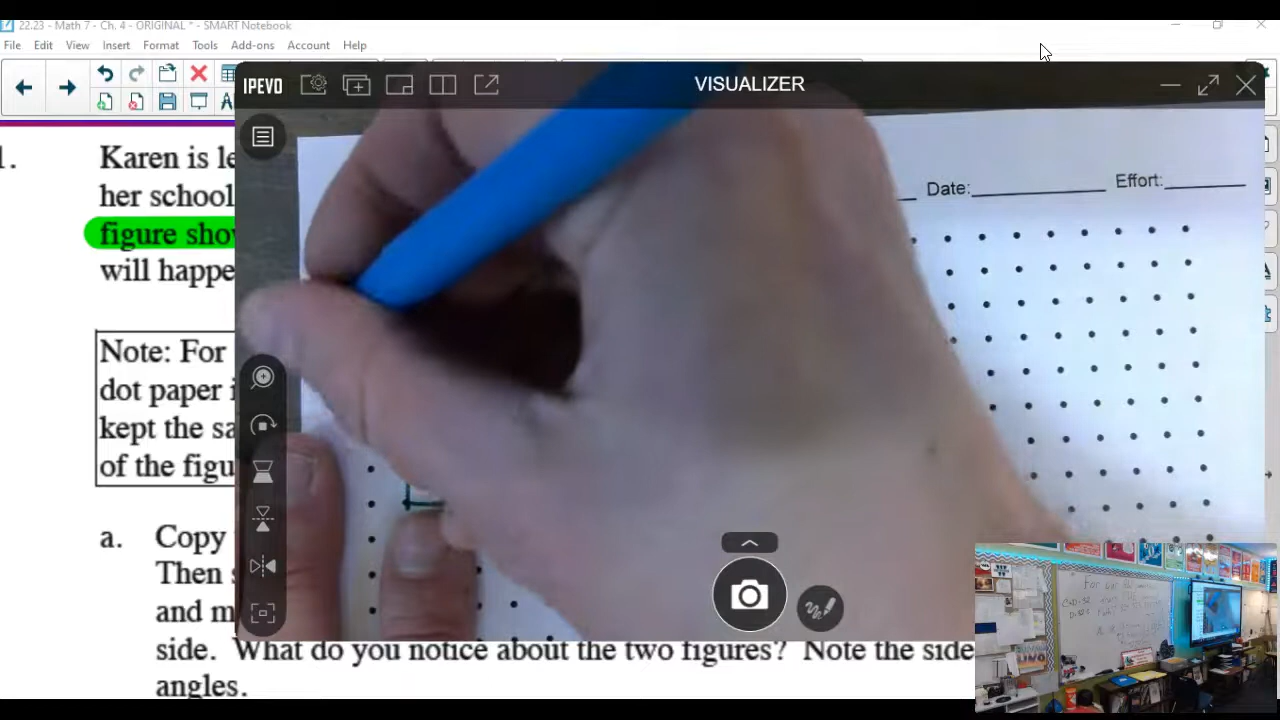 22.23 - Math 7 - Ch. 4 - ORIGINAL * - SMART Notebook
File Edit View Insert Format Tools Add-ons Account Help
IPEVO VISUALIZER
Date: Effort:
1. Karen is le
her school
figure sho
will happe
Note: For
dot paper i
kept the sa
of the figu
a. Copy
Then s
and m
side. What do you notice about the two figures? Note the side
angles.